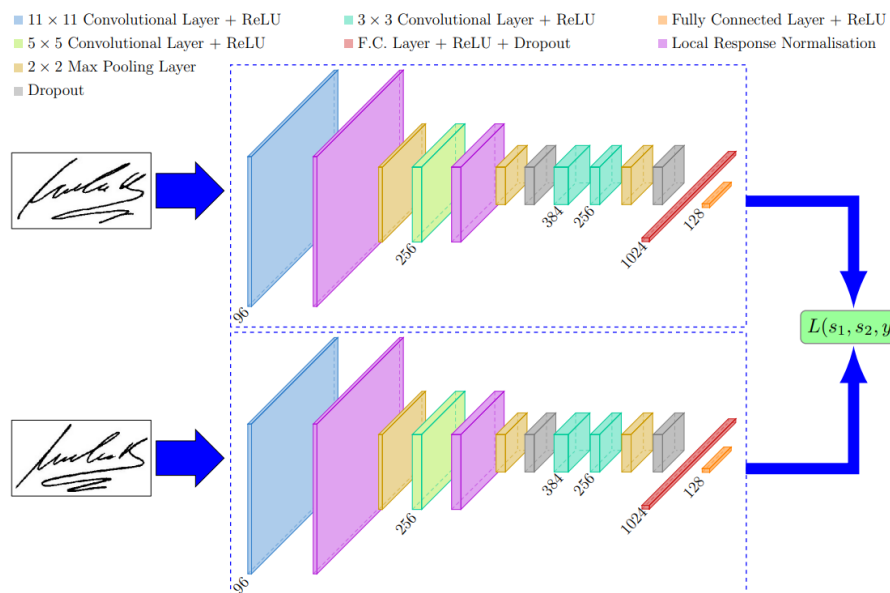 11 × 11 Convolutional Layer + ReLU
3 × 3 Convolutional Layer + ReLU
Fully Connected Layer + ReLU
5 × 5 Convolutional Layer + ReLU
F.C. Layer + ReLU + Dropout
Local Response Normalisation
2 × 2 Max Pooling Layer
Dropout
96
256
384
256
1024
128
L(s₁, s₂, y
96
256
384
256
1024
128